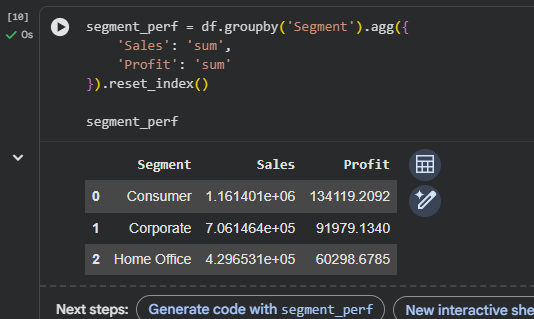 [10]
0s
segment_perf = df.groupby('Segment').agg({
'Sales': 'sum',
'Profit': 'sum'
}).reset_index()
segment_perf
Segment Sales Profit
0 Consumer 1.161401e+06 134119.2092
1 Corporate 7.061464e+05 91979.1340
2 Home Office 4.296531e+05 60298.6785
Next steps: Generate code with segment_perf New interactive she